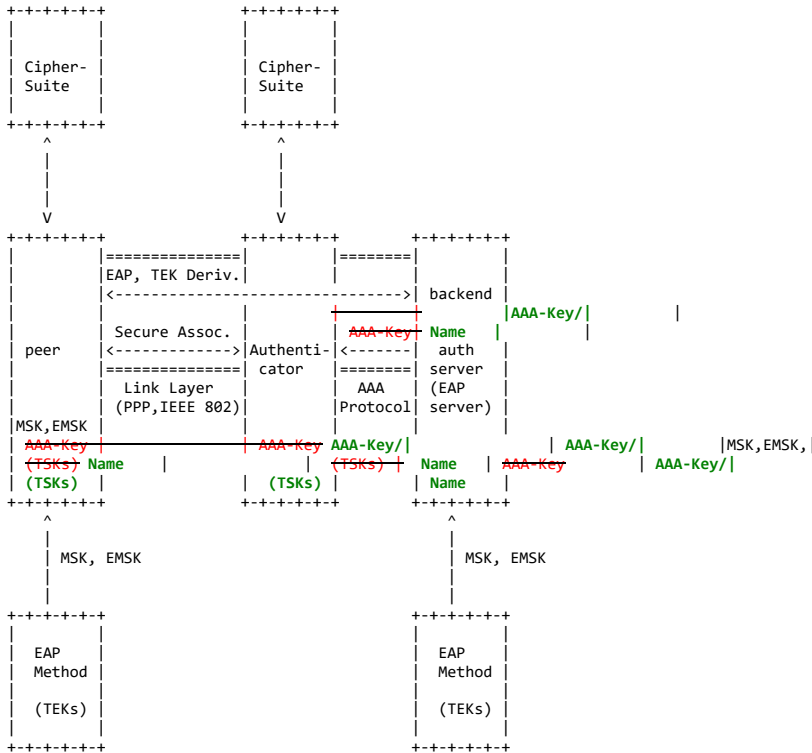 +-+-+-+-+-+               +-+-+-+-+-+
|         |               |         |
|         |               |         |
| Cipher- |               | Cipher- |
| Suite   |               | Suite   |
|         |               |         |
+-+-+-+-+-+               +-+-+-+-+-+
    ^                         ^
    |                         |
    |                         |
    |                         |
    V                         V
+-+-+-+-+-+               +-+-+-+-+-+        +-+-+-+-+-+
|         |===============|         |========|         |
|         |EAP, TEK Deriv.|         |        |         |
|         |<-------------------------------->| backend |
                                    |        |         |AAA-Key/|         |
|         | Secure Assoc. |         | AAA-Key| Name   |         |
| peer    |<------------->|Authenti-|<-------| auth    |
|         |===============| cator   |========| server  |
|         |  Link Layer   |         |  AAA   | (EAP    |
|         | (PPP,IEEE 802)|         |Protocol| server) |
|MSK,EMSK
| AAA-Key |               | AAA-Key AAA-Key/|               | AAA-Key/|        |MSK,EMSK,|
| (TSKs) Name    |               | (TSKs) |  Name   | AAA-Key        | AAA-Key/|
| (TSKs)  |               | (TSKs)  |        | Name    |
+-+-+-+-+-+               +-+-+-+-+-+        +-+-+-+-+-+
    ^                                            ^
    |                                            |
    | MSK, EMSK                                  | MSK, EMSK
    |                                            |
    |                                            |
+-+-+-+-+-+                                  +-+-+-+-+-+
|         |                                  |         |
| EAP     |                                  | EAP     |
| Method  |                                  | Method  |
|         |                                  |         |
| (TEKs)  |                                  | (TEKs)  |
|         |                                  |         |
+-+-+-+-+-+                                  +-+-+-+-+-+